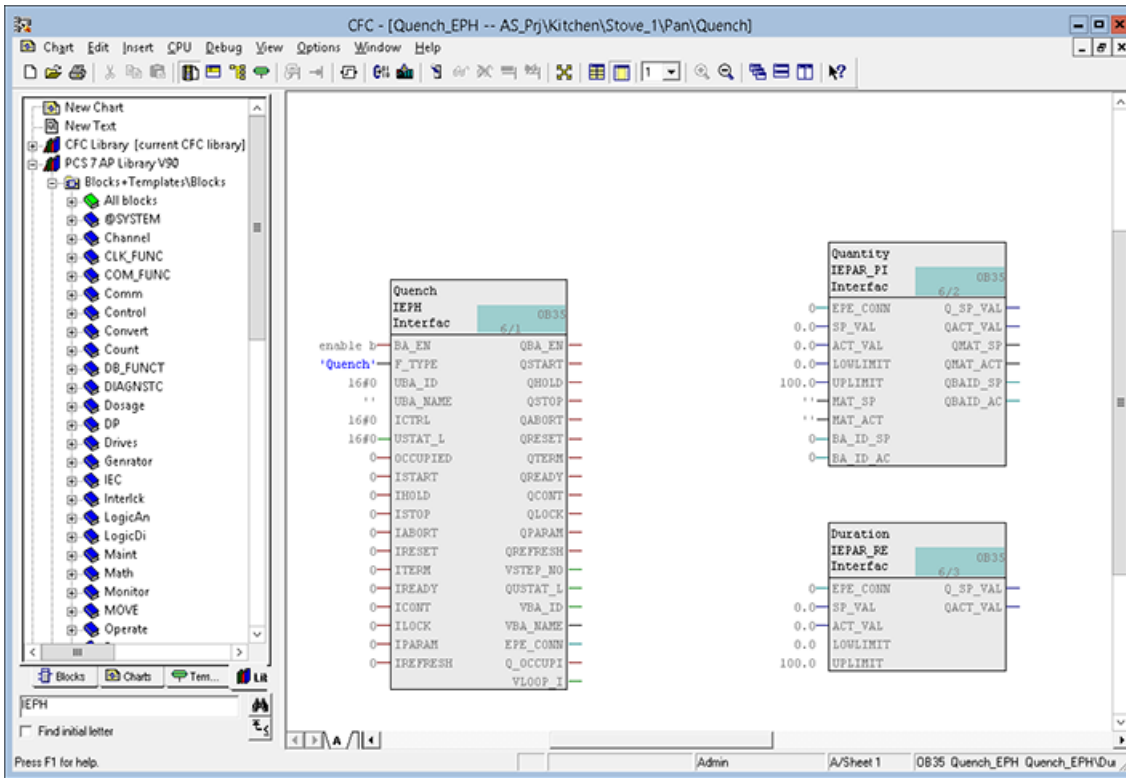 CFC - [Quench_EPH -- AS_Prj\Kitchen\Stove_1\Pan\Quench]
Chart Edit Insert CPU Debug View Options Window Help
1
New Chart
New Text
CFC Library [current CFC library]
PCS 7 AP Library V90
Blocks+Templates\Blocks
All blocks
@SYSTEM
Channel
CLK_FUNC
COM_FUNC
Comm
Control
Convert
Count
DB_FUNCT
DIAGNSTC
Dosage
DP
Drives
Genrator
IEC
Interlck
LogicAn
LogicDi
Maint
Math
Monitor
MOVE
Operate
Blocks Charts Tem... Lit
IEPH
Find initial letter
Quench
IEPH
Interfac
OB35
6/1
enable b BA_EN QBA_EN
'Quench' F_TYPE QSTART
16#0 UBA_ID QHOLD
'' UBA_NAME QSTOP
16#0 ICTRL QABORT
16#0 USTAT_L QRESET
0 OCCUPIED QTERM
0 ISTART QREADY
0 IHOLD QCONT
0 ISTOP QLOCK
0 IABORT QPARAM
0 IRESET QREFRESH
0 ITERM VSTEP_NO
0 IREADY QUSTAT_L
0 ICONT VBA_ID
0 ILOCK VBA_NAME
0 IPARAM EPE_CONN
0 IREFRESH Q_OCCUPI
VLOOP_I
Quantity
IEPAR_PI
Interfac
OB35
6/2
0 EPE_CONN Q_SP_VAL
0.0 SP_VAL QACT_VAL
0.0 ACT_VAL QMAT_SP
0.0 LOWLIMIT QMAT_ACT
100.0 UPLIMIT QBAID_SP
'' MAT_SP QBAID_AC
'' MAT_ACT
0 BA_ID_SP
0 BA_ID_AC
Duration
IEPAR_RE
Interfac
OB35
6/3
0 EPE_CONN Q_SP_VAL
0.0 SP_VAL QACT_VAL
0.0 ACT_VAL
0.0 LOWLIMIT
100.0 UPLIMIT
A
Press F1 for help. Admin A/Sheet 1 OB35 Quench_EPH Quench_EPH\Du